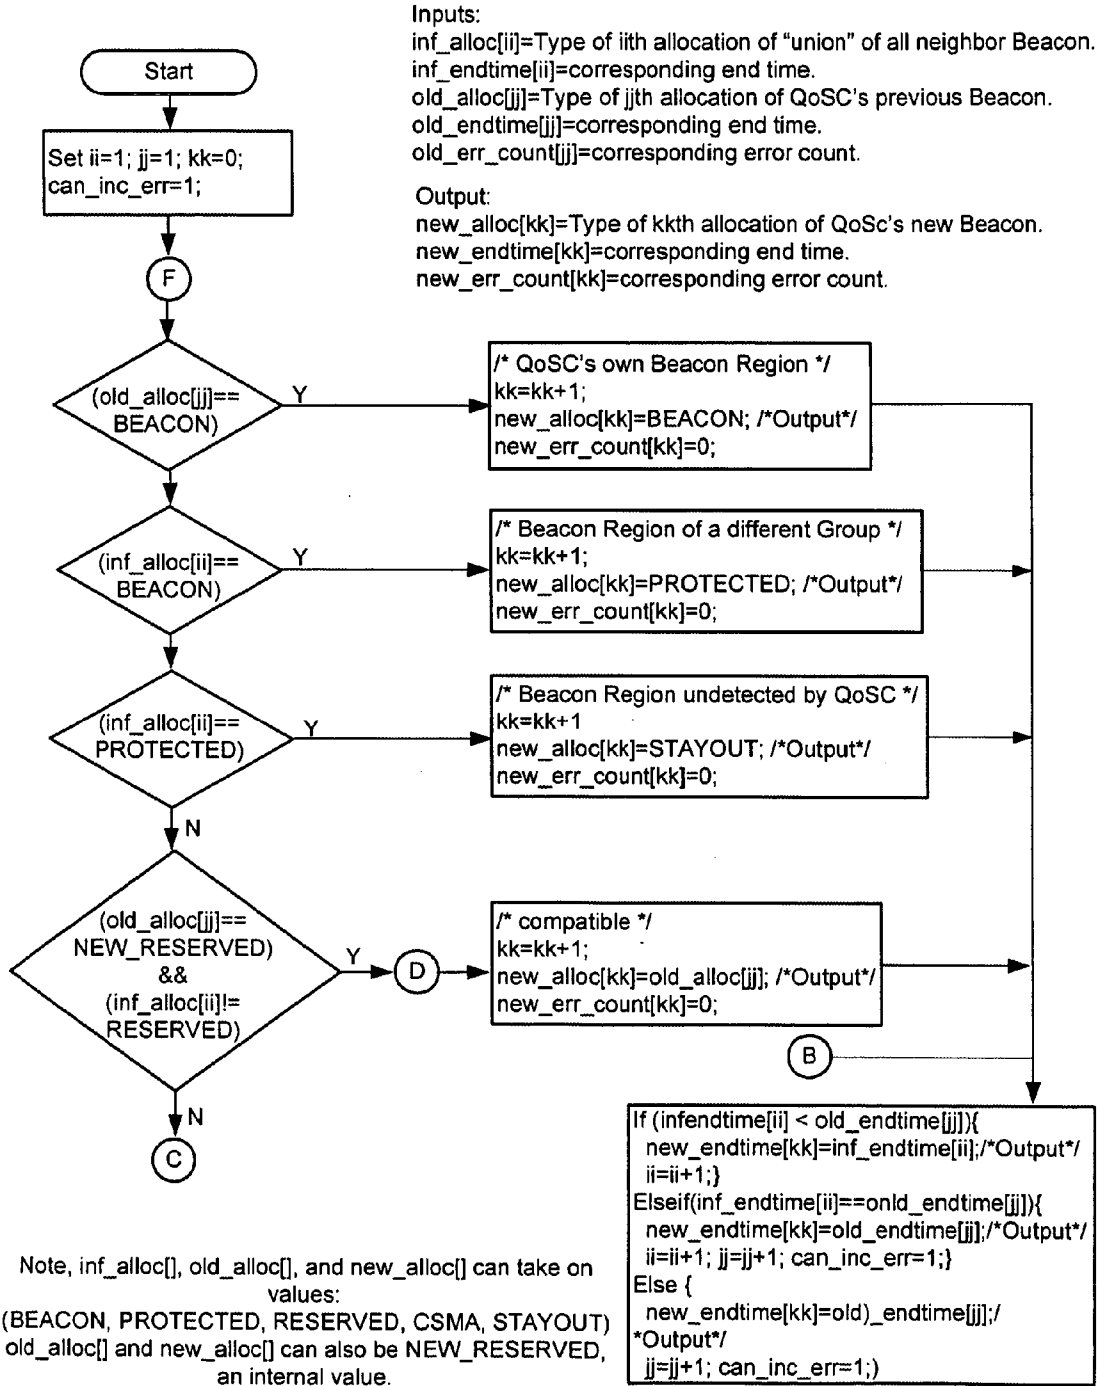 Inputs:
inf_alloc[ii]=Type of iith allocation of “union” of all neighbor Beacon.
inf_endtime[ii]=corresponding end time.
old_alloc[jj]=Type of jjth allocation of QoSC's previous Beacon.
old_endtime[jj]=corresponding end time.
old_err_count[jj]=corresponding error count.
Output:
new_alloc[kk]=Type of kkth allocation of QoSc's new Beacon.
new_endtime[kk]=corresponding end time.
new_err_count[kk]=corresponding error count.
Start
Set ii=1; jj=1; kk=0;
can_inc_err=1;
F
(old_alloc[jj]==
BEACON)
Y
/* QoSC's own Beacon Region */
kk=kk+1;
new_alloc[kk]=BEACON; /*Output*/
new_err_count[kk]=0;
(inf_alloc[ii]==
BEACON)
Y
/* Beacon Region of a different Group */
kk=kk+1;
new_alloc[kk]=PROTECTED; /*Output*/
new_err_count[kk]=0;
(inf_alloc[ii]==
PROTECTED)
Y
/* Beacon Region undetected by QoSC */
kk=kk+1
new_alloc[kk]=STAYOUT; /*Output*/
new_err_count[kk]=0;
N
(old_alloc[jj]==
NEW_RESERVED)
&&
(inf_alloc[ii]!=
RESERVED)
Y
D
/* compatible */
kk=kk+1;
new_alloc[kk]=old_alloc[jj]; /*Output*/
new_err_count[kk]=0;
B
N
C
If (infendtime[ii] < old_endtime[jj]){
new_endtime[kk]=inf_endtime[ii];/*Output*/
ii=ii+1;}
Elseif(inf_endtime[ii]==onld_endtime[jj]){
new_endtime[kk]=old_endtime[jj];/*Output*/
ii=ii+1; jj=jj+1; can_inc_err=1;}
Else {
new_endtime[kk]=old)_endtime[jj];/
*Output*/
jj=jj+1; can_inc_err=1;)
Note, inf_alloc[], old_alloc[], and new_alloc[] can take on
values:
(BEACON, PROTECTED, RESERVED, CSMA, STAYOUT)
old_alloc[] and new_alloc[] can also be NEW_RESERVED,
an internal value.